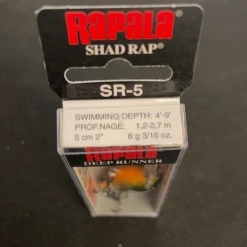 Rapala
SHAD RAP®
SR-5
SWIMMING DEPTH: 4'-9'
PROF.NAGE: 1,2-2,7 m
5 cm 2" 6 g 3/16 oz.
Rapala
DEEP RUNNER